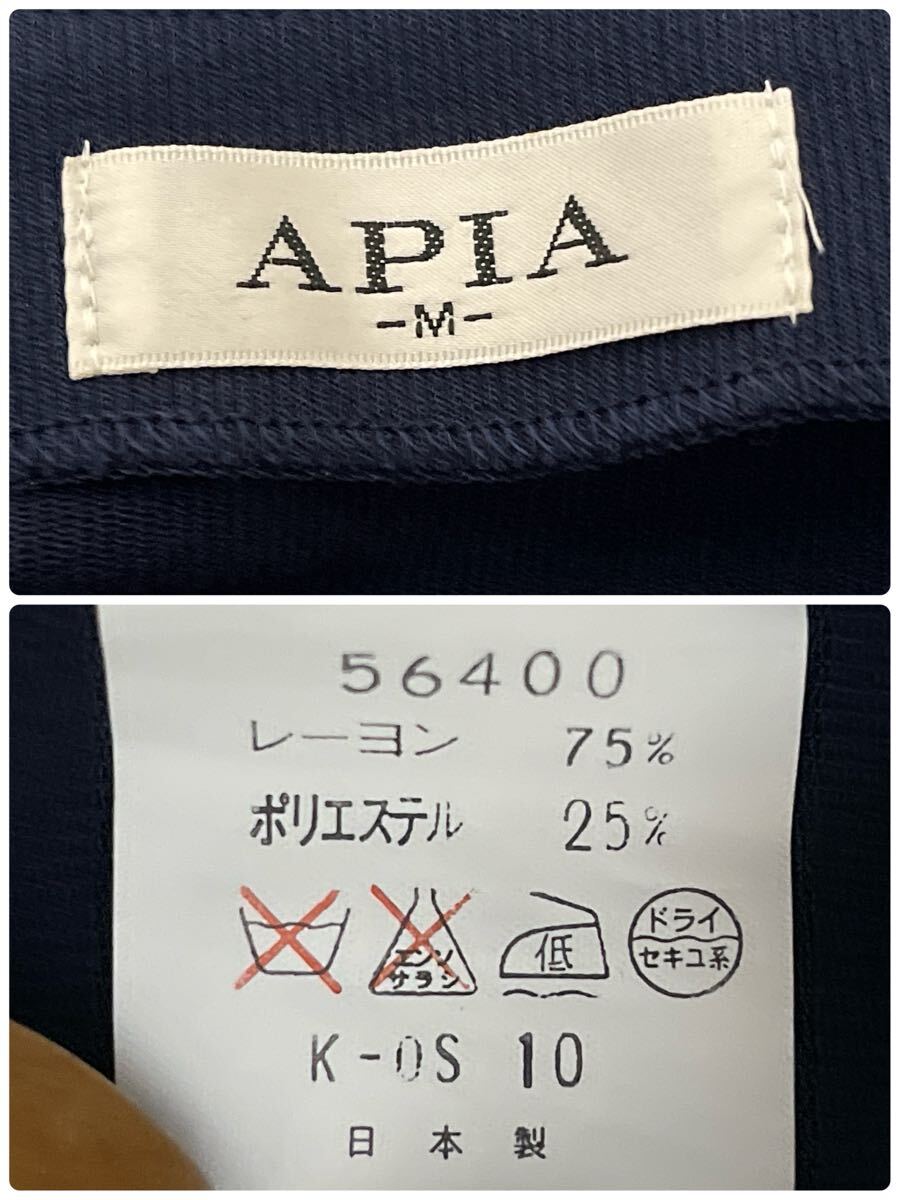 APIA
-M-
56400
レーヨン 75%
ポリエステル 25%
エンソ
サラシ
低
ドライ
セキユ系
K-0S 10
日本製